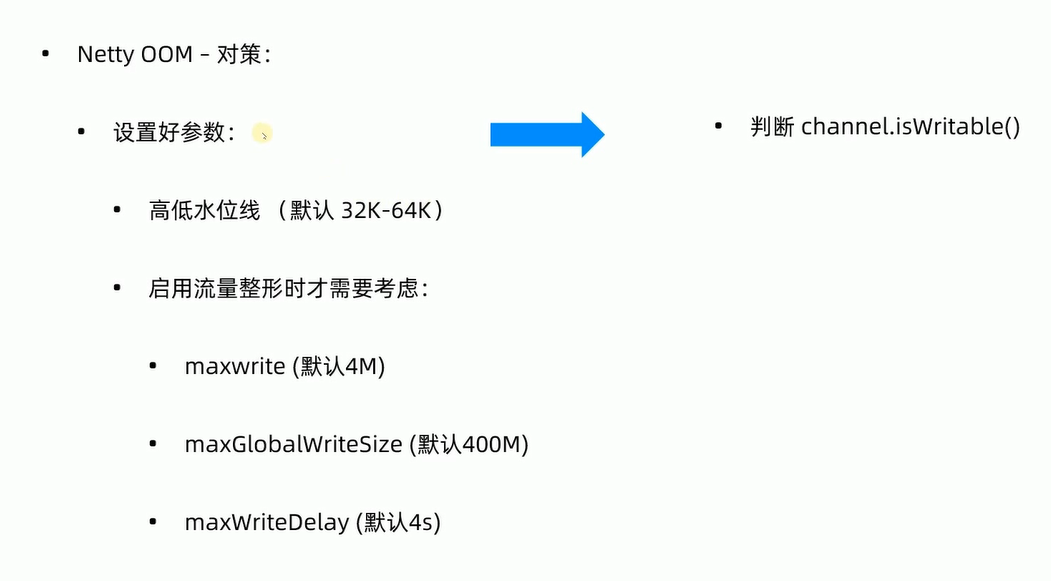 • Netty OOM – 对策：
• 设置好参数：
• 判断 channel.isWritable()
• 高低水位线 （默认 32K-64K）
• 启用流量整形时才需要考虑：
• maxwrite (默认4M)
• maxGlobalWriteSize (默认400M)
• maxWriteDelay (默认4s)